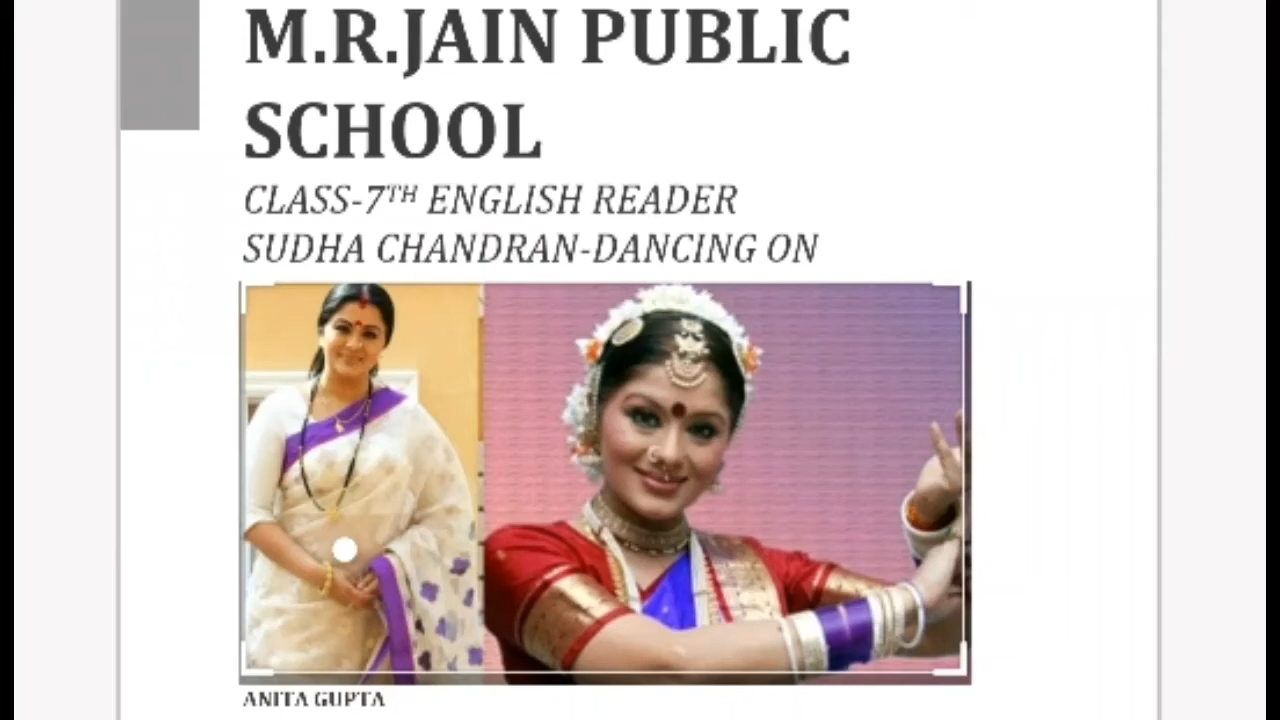 M.R.JAIN PUBLIC
SCHOOL
CLASS-7TH ENGLISH READER
SUDHA CHANDRAN-DANCING ON
ANITA GUPTA